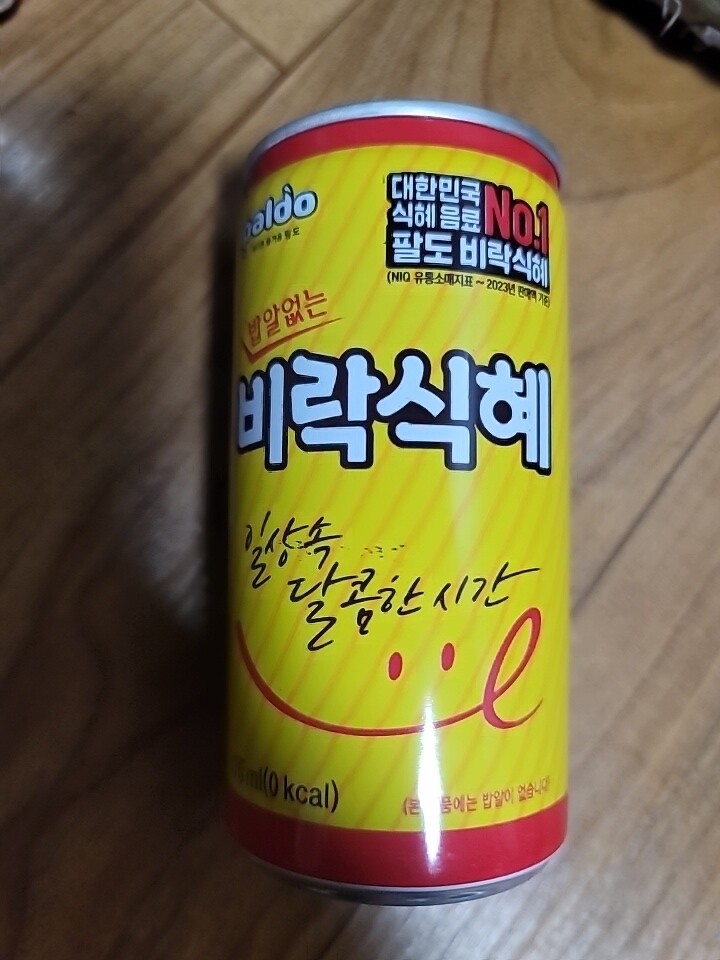 paldo
대한민국
식혜 음료 No.1
팔도 비락식혜
(NIQ 유통소매지표 ~ 2023년 판매액 기준)
밥알없는
비락식혜
일상속
달콤한 시간
ml(0 kcal)
밥알이 없습니다)